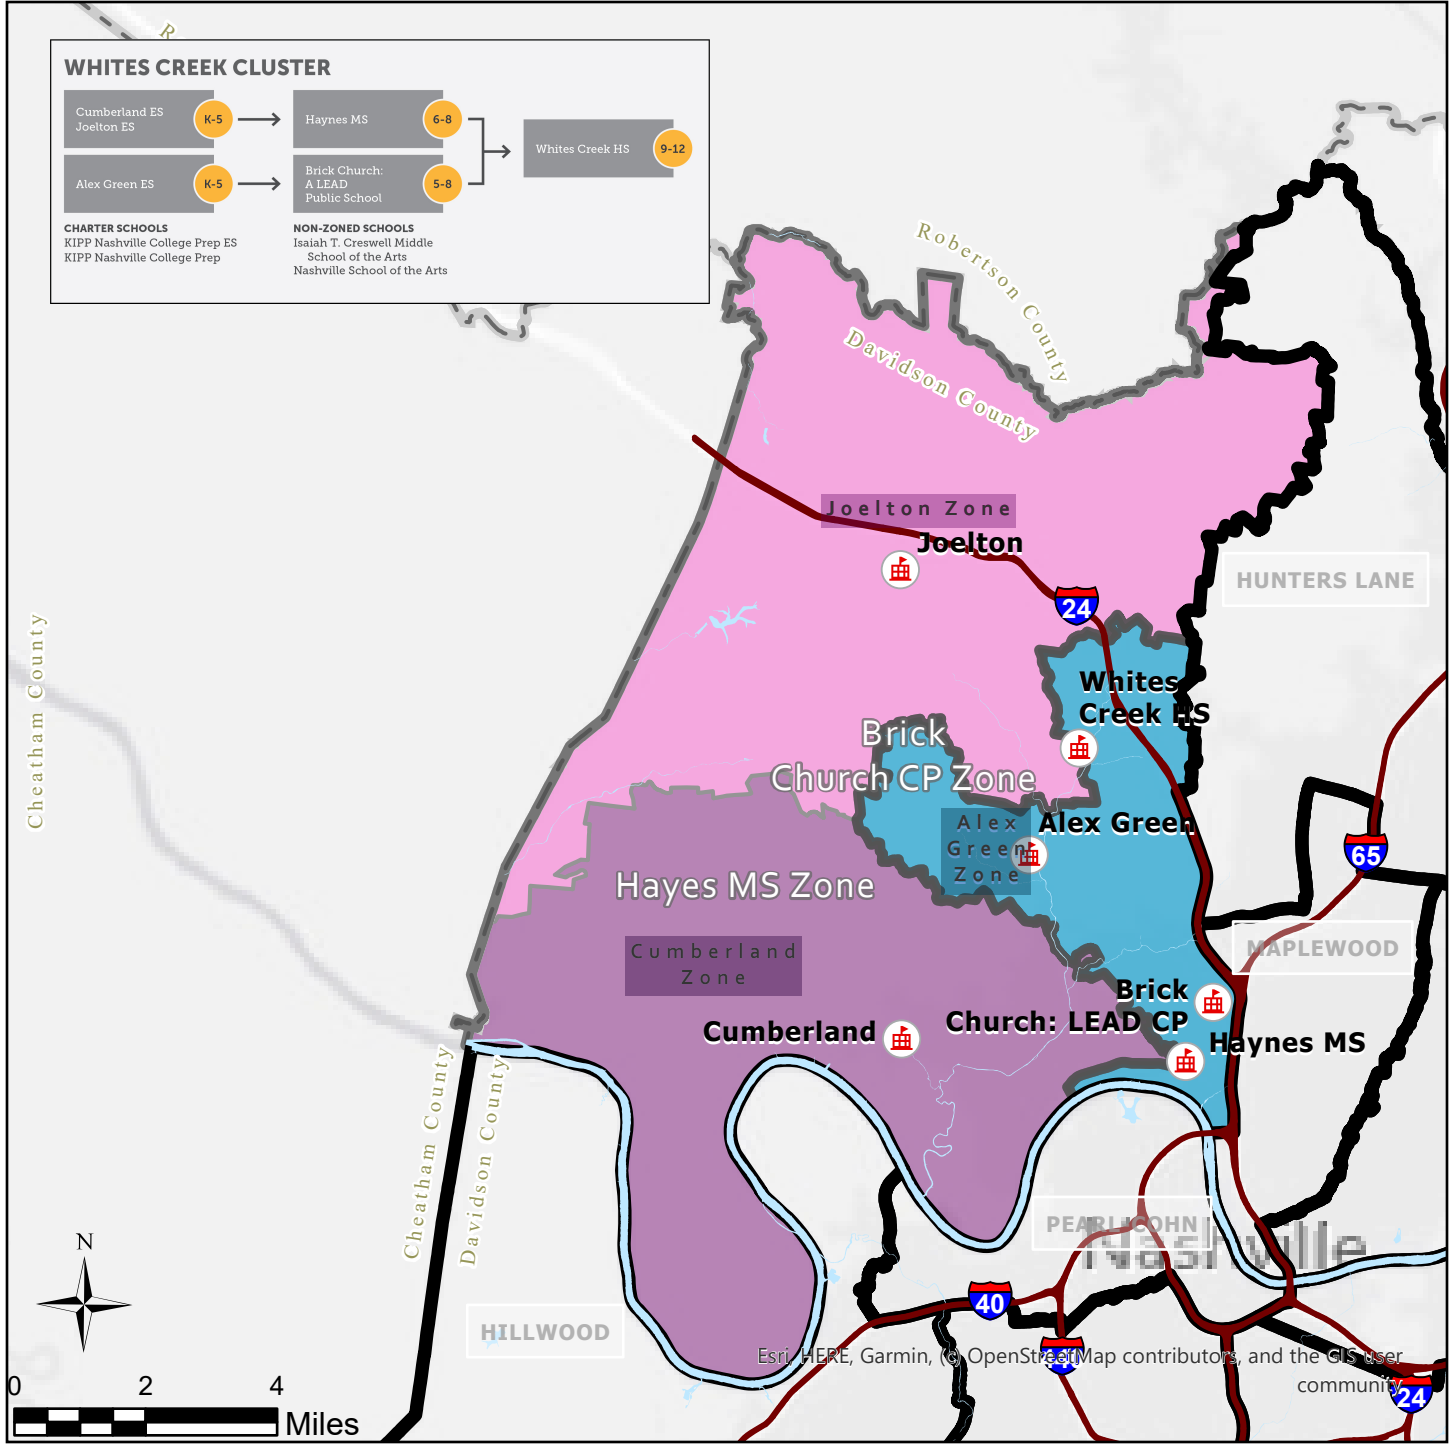 WHITES CREEK CLUSTER
Cumberland ES
Joelton ES
K-5
Haynes MS
6-8
Whites Creek HS
9-12
Alex Green ES
K-5
Brick Church:
A LEAD
Public School
5-8
CHARTER SCHOOLS
KIPP Nashville College Prep ES
KIPP Nashville College Prep
NON-ZONED SCHOOLS
Isaiah T. Creswell Middle
School of the Arts
Nashville School of the Arts
Robertson County
Davidson County
Joelton Zone
Joelton
24
HUNTERS LANE
Cheatham County
Whites
Creek HS
Brick
Church CP Zone
Alex Green
Alex
Green
Zone
65
Hayes MS Zone
MAPLEWOOD
Cumberland
Zone
Brick
Church: LEAD CP
Cumberland
Haynes MS
Cheatham County
Davidson County
PEARL-COHN
Nashville
N
40
HILLWOOD
Esri, HERE, Garmin, (c) OpenStreetMap contributors, and the GIS user
community
24
0 2 4
Miles